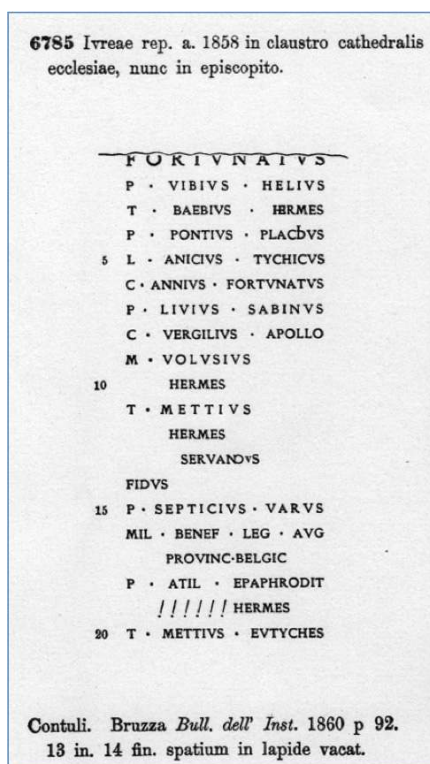 6785 Ivreae rep. a. 1858 in claustro cathedralis
ecclesiae, nunc in episcopito.
FORTVNATVS
P · VIBIVS · HELIVS
T · BAEBIVS · HERMES
P · PONTIVS · PLACIDVS
5 L · ANICIVS · TYCHICVS
C · ANNIVS · FORTVNATVS
P · LIVIVS · SABINVS
C · VERGILIVS · APOLLO
M · VOLVSIVS
10 HERMES
T · METTIVS
HERMES
SERVANDVS
FIDVS
15 P · SEPTICIVS · VARVS
MIL · BENEF · LEG · AVG
PROVINC·BELGIC
P · ATIL · EPAPHRODIT
////// HERMES
20 T · METTIVS · EVTYCHES
Contuli. Bruzza Bull. dell' Inst. 1860 p 92.
13 in. 14 fin. spatium in lapide vacat.